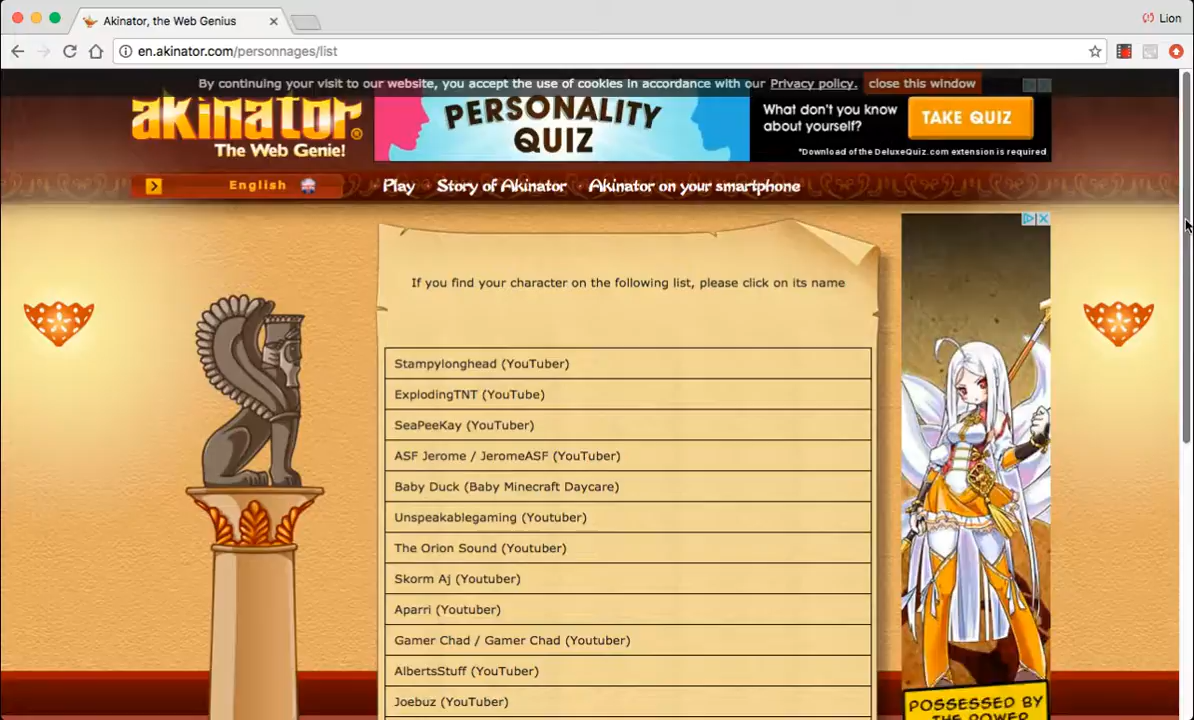 Akinator, the Web Genius
Lion
en.akinator.com/personnages/list
By continuing your visit to our website, you accept the use of cookies in accordance with our Privacy policy. close this window
akinator®
The Web Genie!
PERSONALITY
QUIZ
What don't you know
about yourself?
TAKE QUIZ
*Download of the DeluxeQuiz.com extension is required
English
Play · Story of Akinator · Akinator on your smartphone
If you find your character on the following list, please click on its name
Stampylonghead (YouTuber)
ExplodingTNT (YouTube)
SeaPeeKay (YouTuber)
ASF Jerome / JeromeASF (YouTuber)
Baby Duck (Baby Minecraft Daycare)
Unspeakablegaming (Youtuber)
The Orion Sound (Youtuber)
Skorm Aj (Youtuber)
Aparri (Youtuber)
Gamer Chad / Gamer Chad (Youtuber)
AlbertsStuff (YouTuber)
Joebuz (YouTuber)
POSSESSED BY
THE POWER